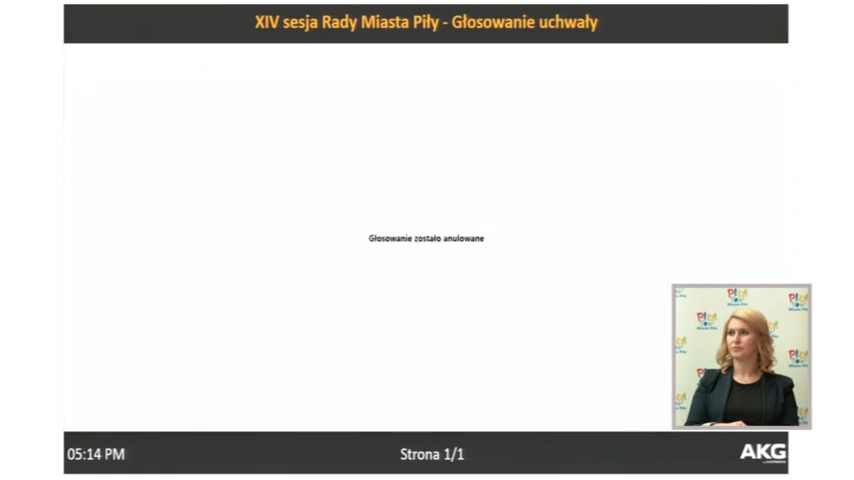 XIV sesja Rady Miasta Piły - Głosowanie uchwały
Głosowanie zostało anulowane
05:14 PM
Strona 1/1
AKG